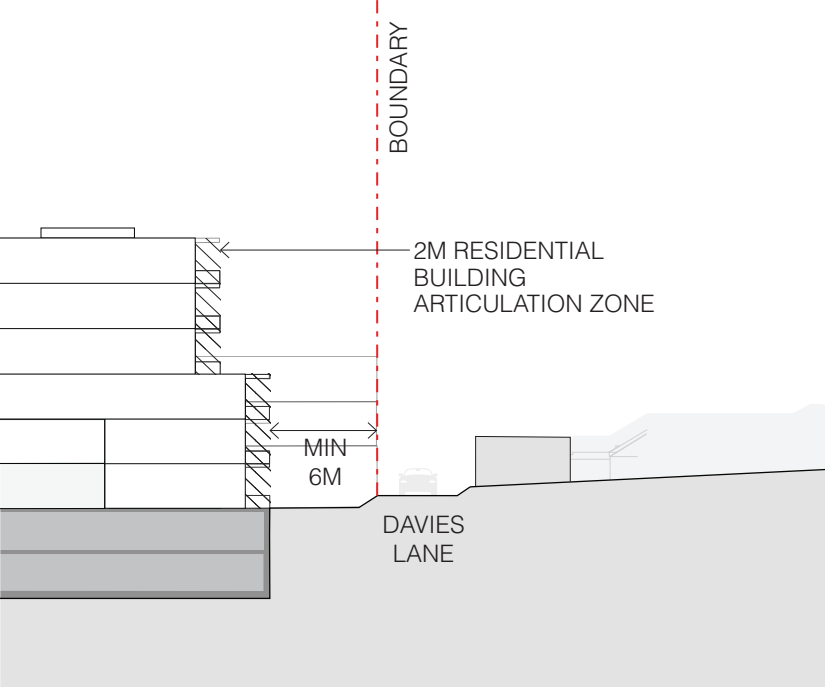 BOUNDARY
2M RESIDENTIAL
BUILDING
ARTICULATION ZONE
MIN
6M
DAVIES
LANE